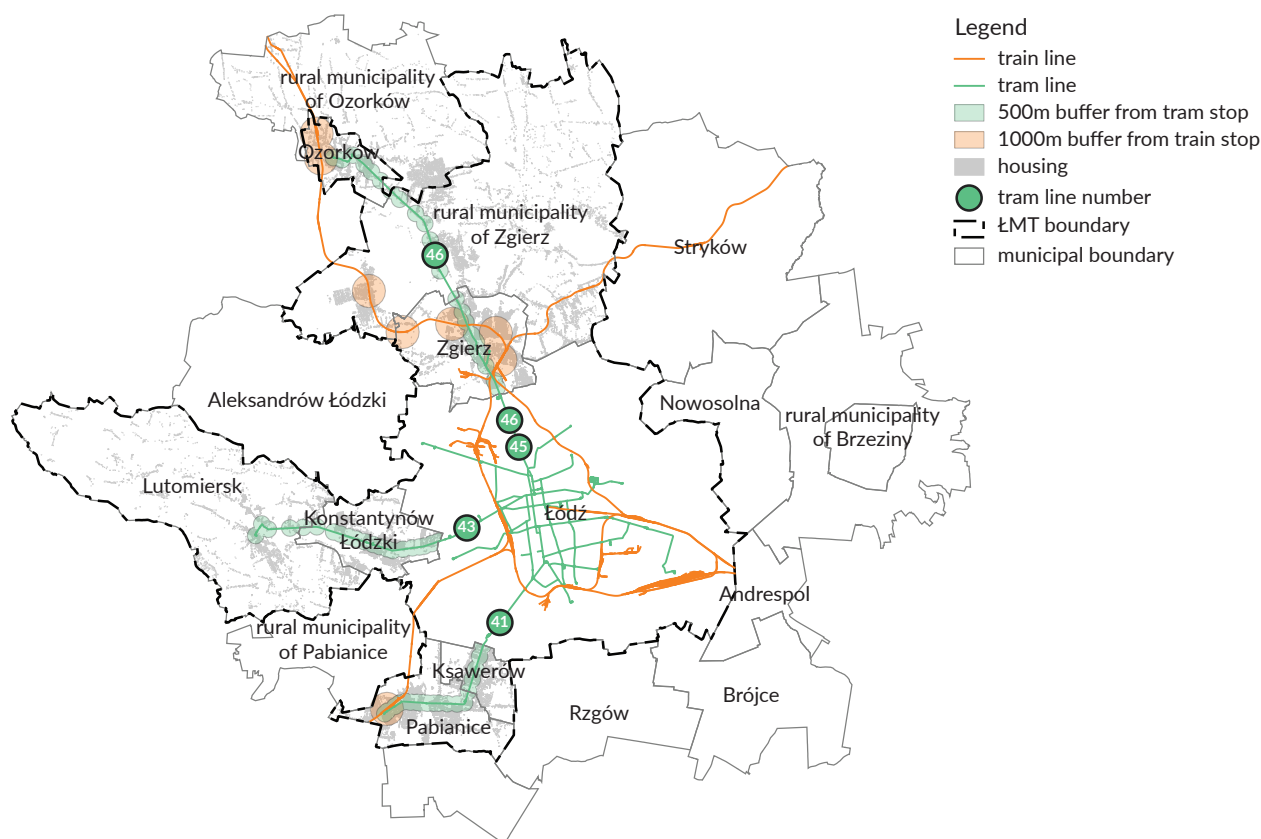 Legend
train line
tram line
500m buffer from tram stop
1000m buffer from train stop
housing
tram line number
ŁMT boundary
municipal boundary
rural municipality
of Ozorków
Ozorków
rural municipality
of Zgierz
46
Stryków
Zgierz
Aleksandrów Łódzki
Nowosolna
rural municipality
of Brzeziny
46
45
Lutomiersk
Konstantynów
Łódzki
43
Łódź
Andrespol
41
rural municipality
of Pabianice
Ksawerów
Pabianice
Rzgów
Brójce